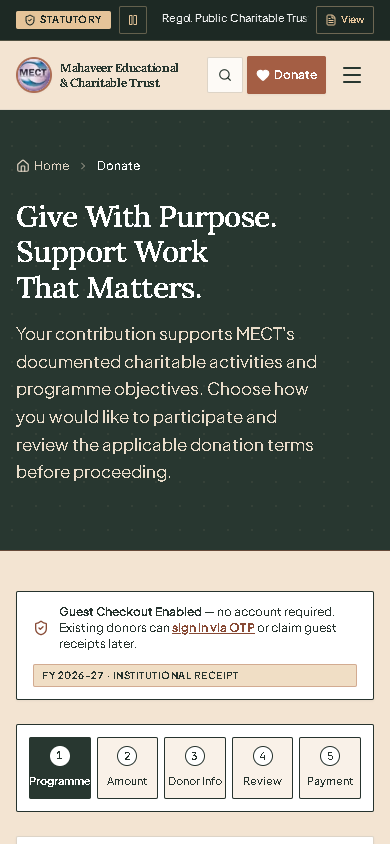 STATUTORY
Regd. Public Charitable Trus
View
MECT
Mahaveer Educational
& Charitable Trust
Donate
Home
Donate
Give With Purpose.
Support Work
That Matters.
Your contribution supports MECT's
documented charitable activities and
programme objectives. Choose how
you would like to participate and
review the applicable donation terms
before proceeding.
Guest Checkout Enabled — no account required.
Existing donors can sign in via OTP or claim guest
receipts later.
FY 2026-27 · INSTITUTIONAL RECEIPT
1
Programme
2
Amount
3
Donor Info
4
Review
5
Payment